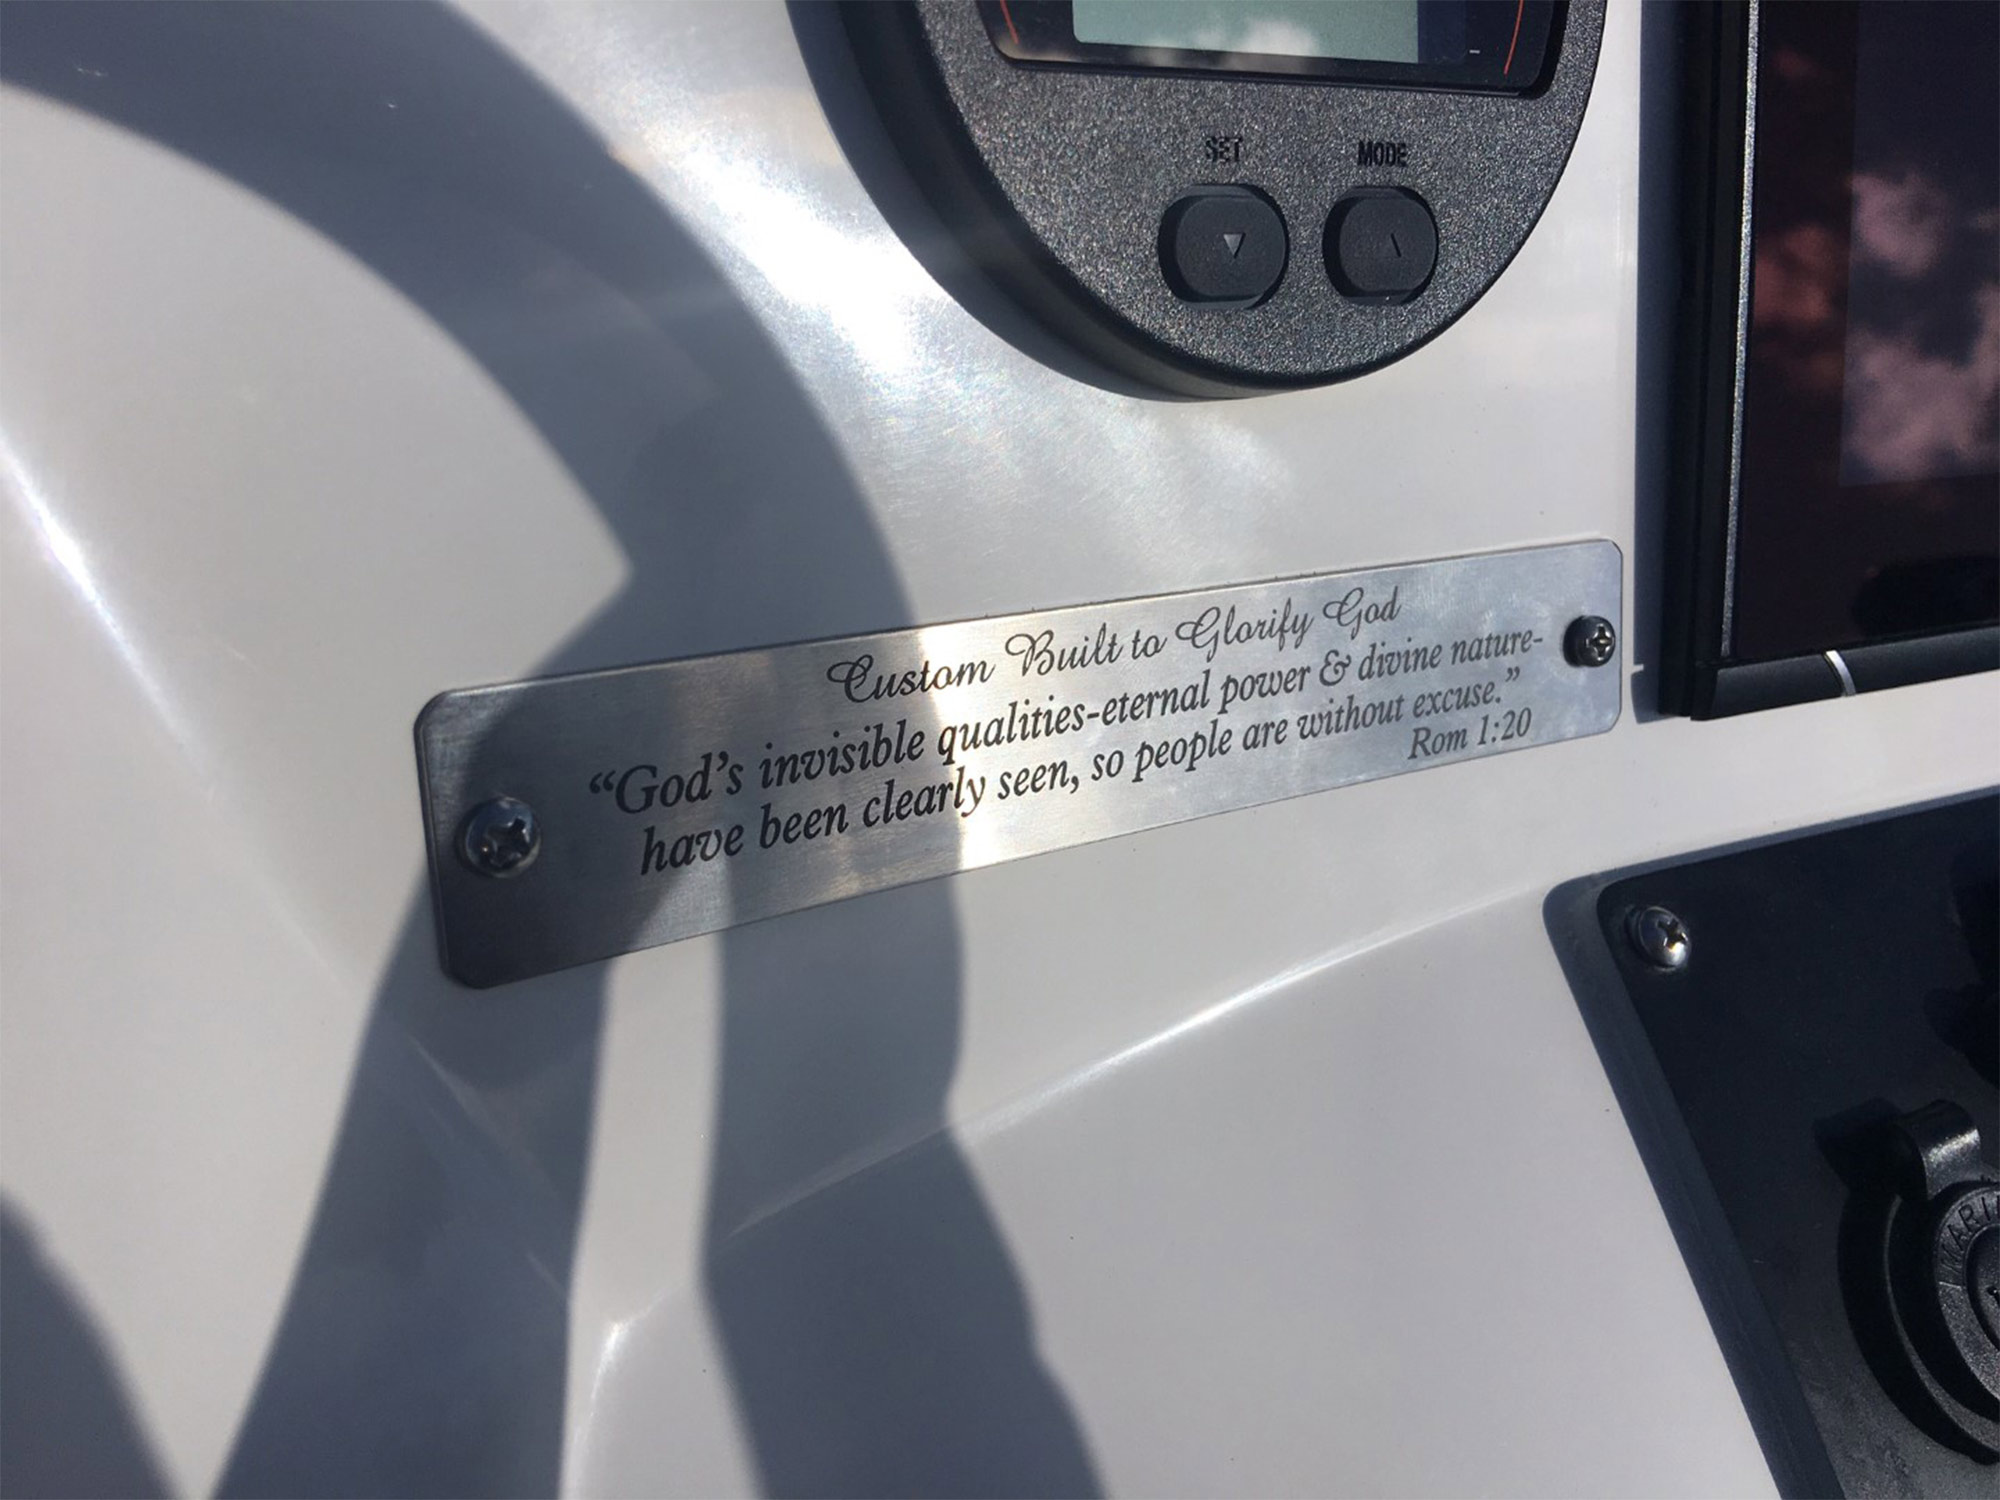 SET MODE
Custom Built to Glorify God
“God’s invisible qualities-eternal power & divine nature-
have been clearly seen, so people are without excuse.”
Rom 1:20